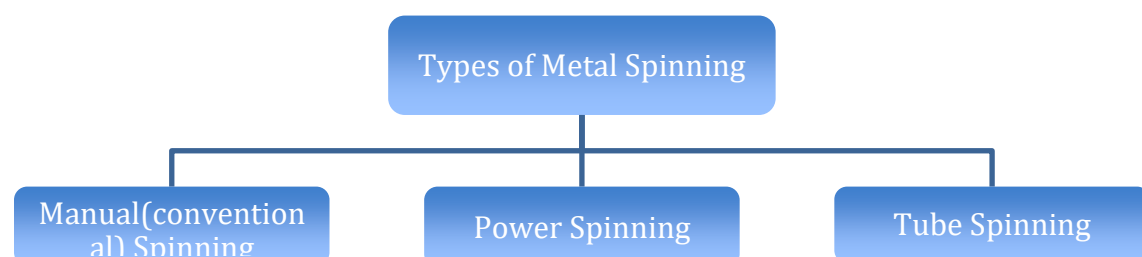 Types of Metal Spinning
Manual(convention
al) Spinning
Power Spinning
Tube Spinning